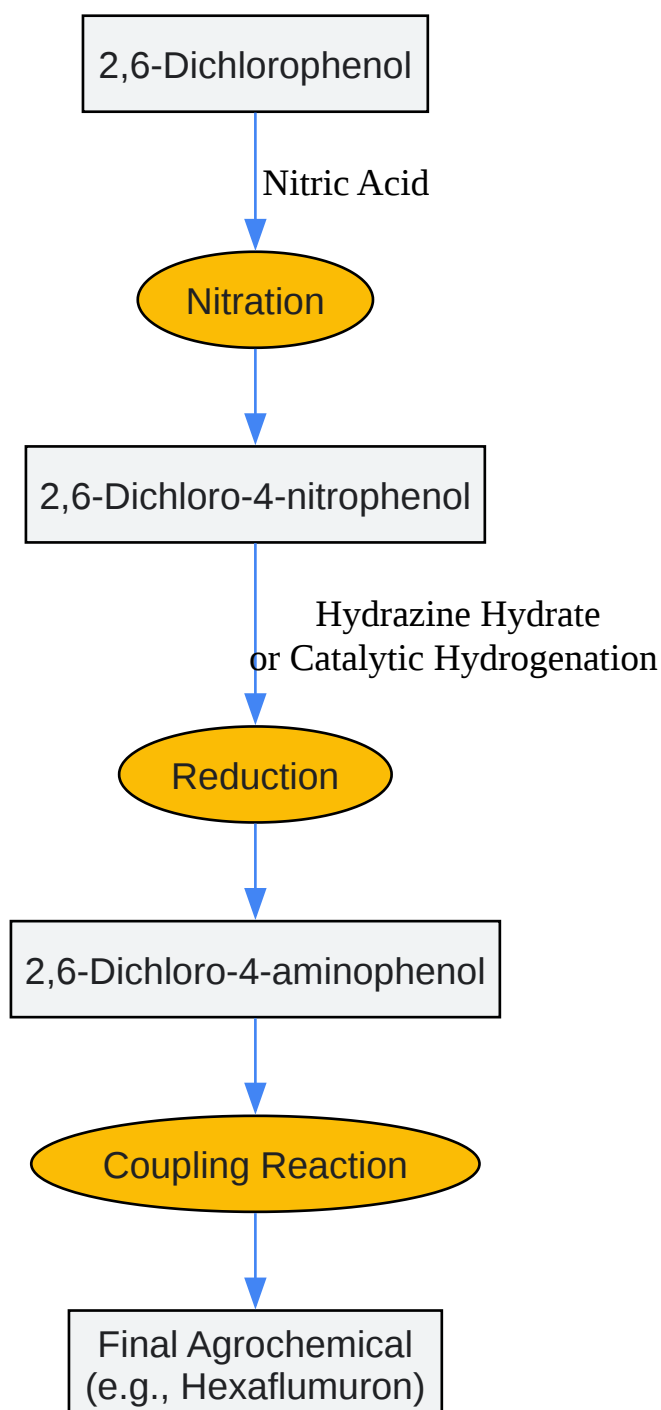 2,6-Dichlorophenol
Nitric Acid
Nitration
2,6-Dichloro-4-nitrophenol
Hydrazine Hydrate
or Catalytic Hydrogenation
Reduction
2,6-Dichloro-4-aminophenol
Coupling Reaction
Final Agrochemical
(e.g., Hexaflumuron)